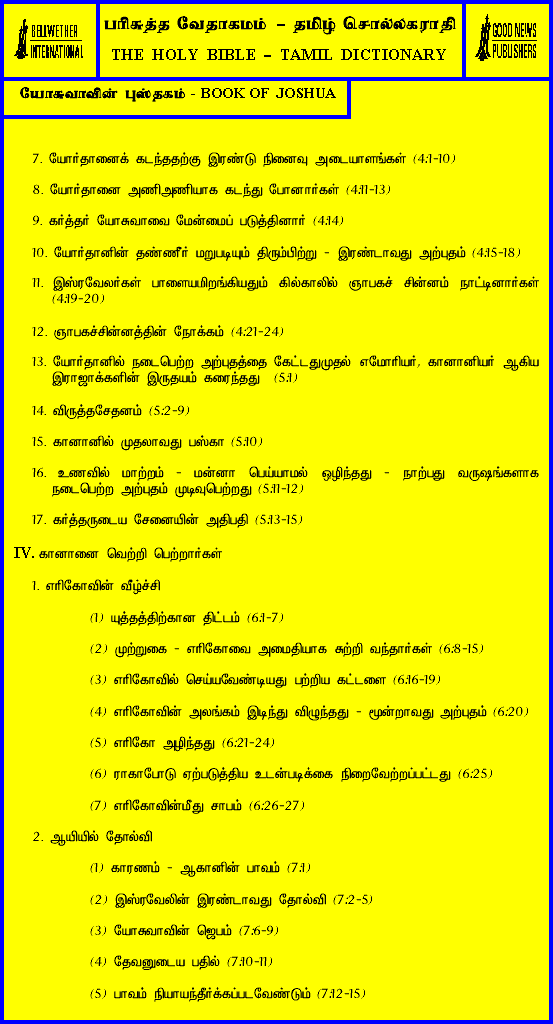 BELLWETHER
INTERNATIONAL
பரிசுத்த வேதாகமம் – தமிழ் சொல்லகராதி
THE HOLY BIBLE – TAMIL DICTIONARY
GOOD NEWS
PUBLISHERS
யோசுவாவின் புஸ்தகம் - BOOK OF JOSHUA
7. யோர்தானைக் கடந்ததற்கு இரண்டு நினைவு அடையாளங்கள் (4:1-10)
8. யோர்தானை அணிஅணியாக கடந்து போனார்கள் (4:11-13)
9. கர்த்தர் யோசுவாவை மேன்மைப் படுத்தினார் (4:14)
10. யோர்தானின் தண்ணீர் மறுபடியும் திரும்பிற்று - இரண்டாவது அற்புதம் (4:15-18)
11. இஸ்ரவேலர்கள் பாளையமிறங்கியதும் கில்காலில் ஞாபகச் சின்னம் நாட்டினார்கள்
(4:19-20)
12. ஞாபகச்சின்னத்தின் நோக்கம் (4:21-24)
13. யோர்தானில் நடைபெற்ற அற்புதத்தை கேட்டதுமுதல் எமோரியர், கானானியர் ஆகிய
இராஜாக்களின் இருதயம் கரைந்தது (5:1)
14. விருத்தசேதனம் (5:2-9)
15. கானானில் முதலாவது பஸ்கா (5:10)
16. உணவில் மாற்றம் - மன்னா பெய்யாமல் ஒழிந்தது - நாற்பது வருஷங்களாக
நடைபெற்ற அற்புதம் முடிவுபெற்றது (5:11-12)
17. கர்த்தருடைய சேனையின் அதிபதி (5:13-15)
IV. கானானை வெற்றி பெற்றார்கள்
1. எரிகோவின் வீழ்ச்சி
(1) யுத்தத்திற்கான திட்டம் (6:1-7)
(2) முற்றுகை - எரிகோவை அமைதியாக சுற்றி வந்தார்கள் (6:8-15)
(3) எரிகோவில் செய்யவேண்டியது பற்றிய கட்டளை (6:16-19)
(4) எரிகோவின் அலங்கம் இடிந்து விழுந்தது - மூன்றாவது அற்புதம் (6:20)
(5) எரிகோ அழிந்தது (6:21-24)
(6) ராகாபோடு ஏற்படுத்திய உடன்படிக்கை நிறைவேற்றப்பட்டது (6:25)
(7) எரிகோவின்மீது சாபம் (6:26-27)
2. ஆயியில் தோல்வி
(1) காரணம் - ஆகானின் பாவம் (7:1)
(2) இஸ்ரவேலின் இரண்டாவது தோல்வி (7:2-5)
(3) யோசுவாவின் ஜெபம் (7:6-9)
(4) தேவனுடைய பதில் (7:10-11)
(5) பாவம் நியாயந்தீர்க்கப்படவேண்டும் (7:12-15)